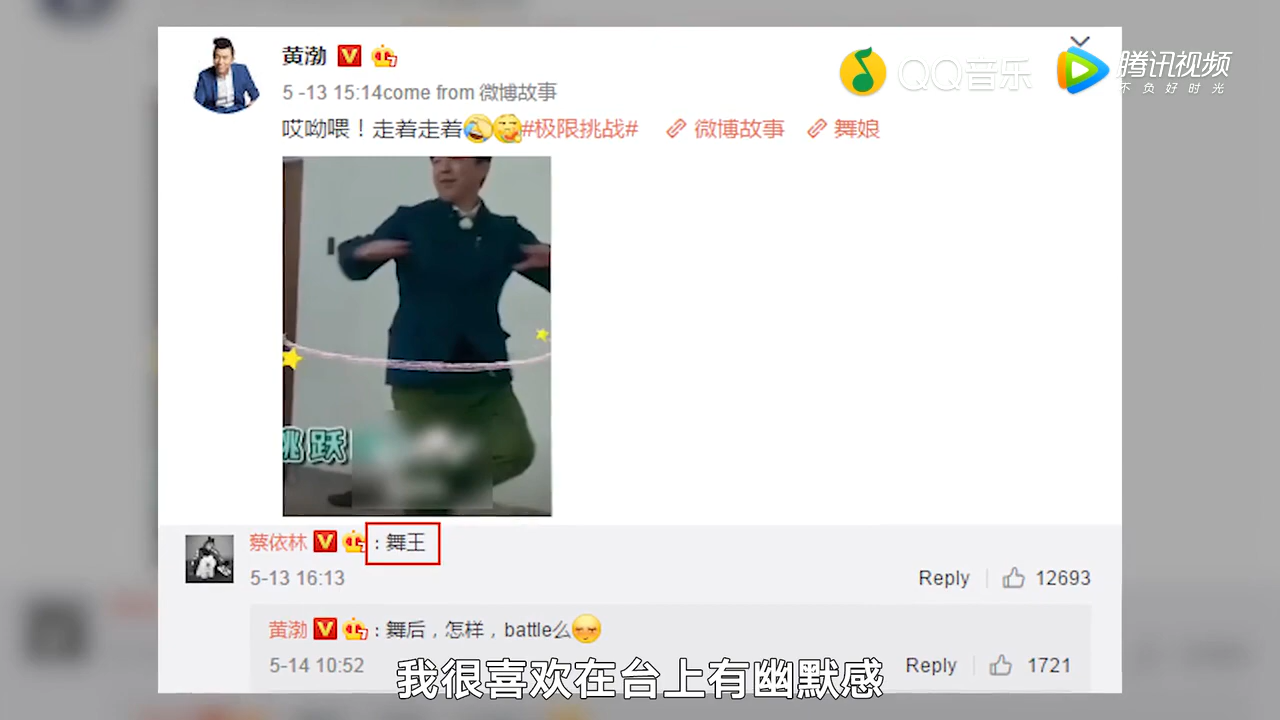 黄渤
QQ音乐
腾讯视频
不负好时光
5 -13 15:14come from 微博故事
哎呦喂！走着走着#极限挑战# 微博故事 舞娘
跳跃
蔡依林 : 舞王
5-13 16:13
Reply 12693
黄渤 : 舞后，怎样，battle么
5-14 10:52
Reply 1721
我很喜欢在台上有幽默感